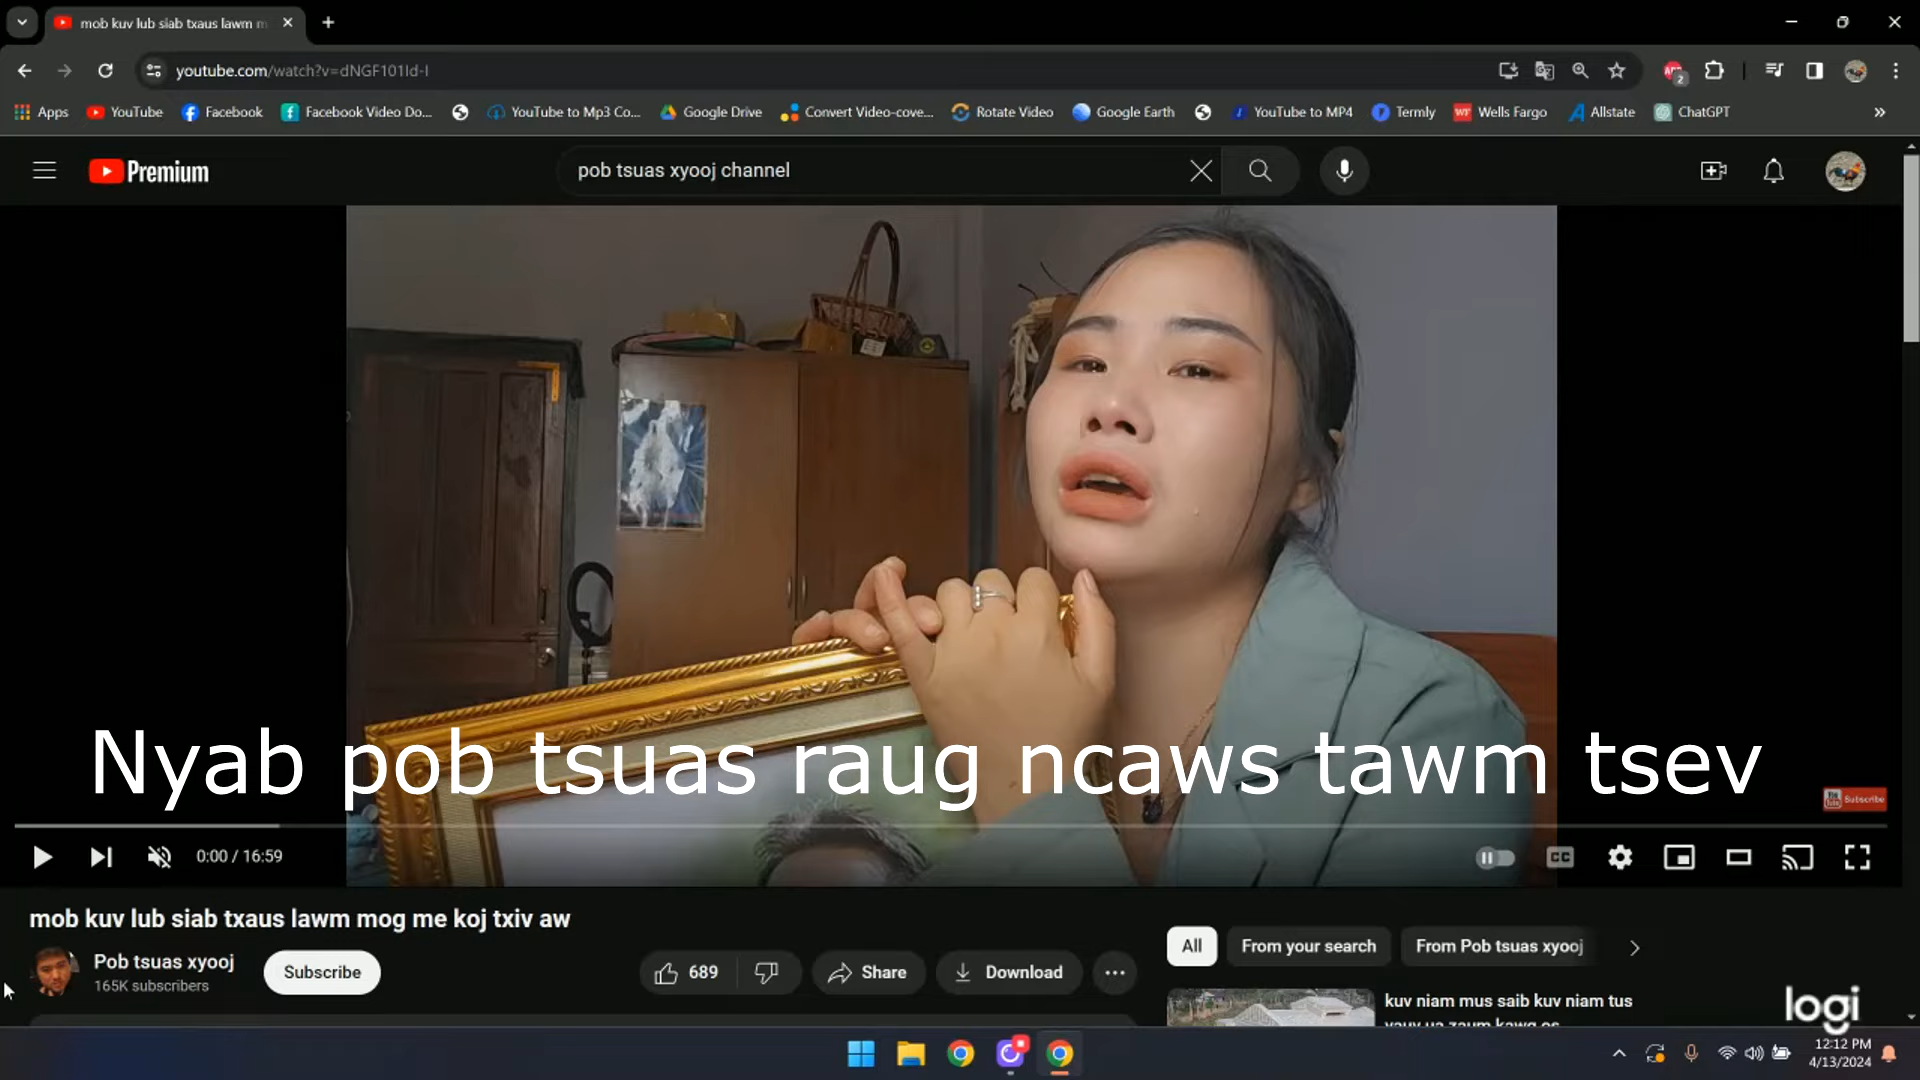 mob kuv lub siab txaus lawm m
youtube.com/watch?v=dNGF101ld-I
2
Apps YouTube Facebook Facebook Video Do... YouTube to Mp3 Co... Google Drive Convert Video-cove... Rotate Video Google Earth YouTube to MP4 Termly Wells Fargo Allstate ChatGPT
Premium
pob tsuas xyooj channel
Nyab pob tsuas raug ncaws tawm tsev
Subscribe
0:00 / 16:59
CC
mob kuv lub siab txaus lawm mog me koj txiv aw
Pob tsuas xyooj
165K subscribers
Subscribe
689
Share
Download
All
From your search
From Pob tsuas xyooj
kuv niam mus saib kuv niam tus
logi
12:12 PM
4/13/2024